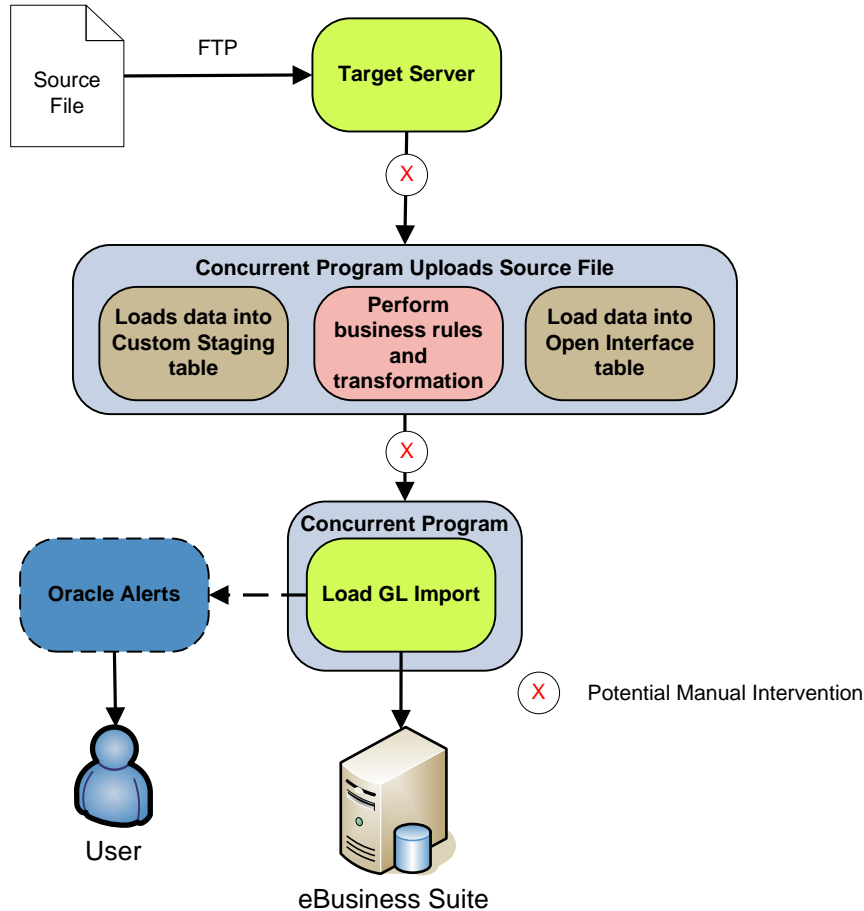 FTP
Source
File
Target Server
X
Concurrent Program Uploads Source File
Loads data into
Custom Staging
table
Perform
business rules
and
transformation
Load data into
Open Interface
table
X
Concurrent Program
Oracle Alerts
Load GL Import
X
Potential Manual Intervention
User
eBusiness Suite